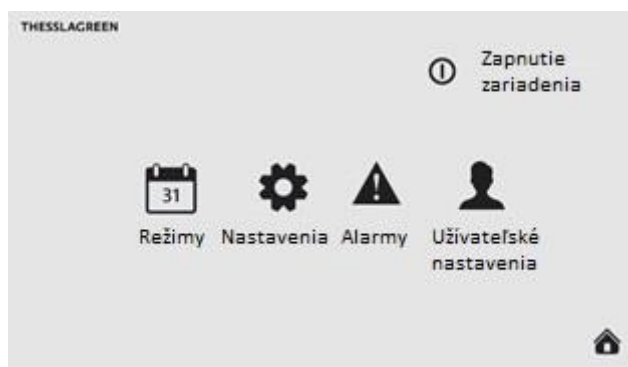 THESSLAGREEN
Zapnutie
zariadenia
31
Režimy Nastavenia Alarmy Užívateľské
nastavenia